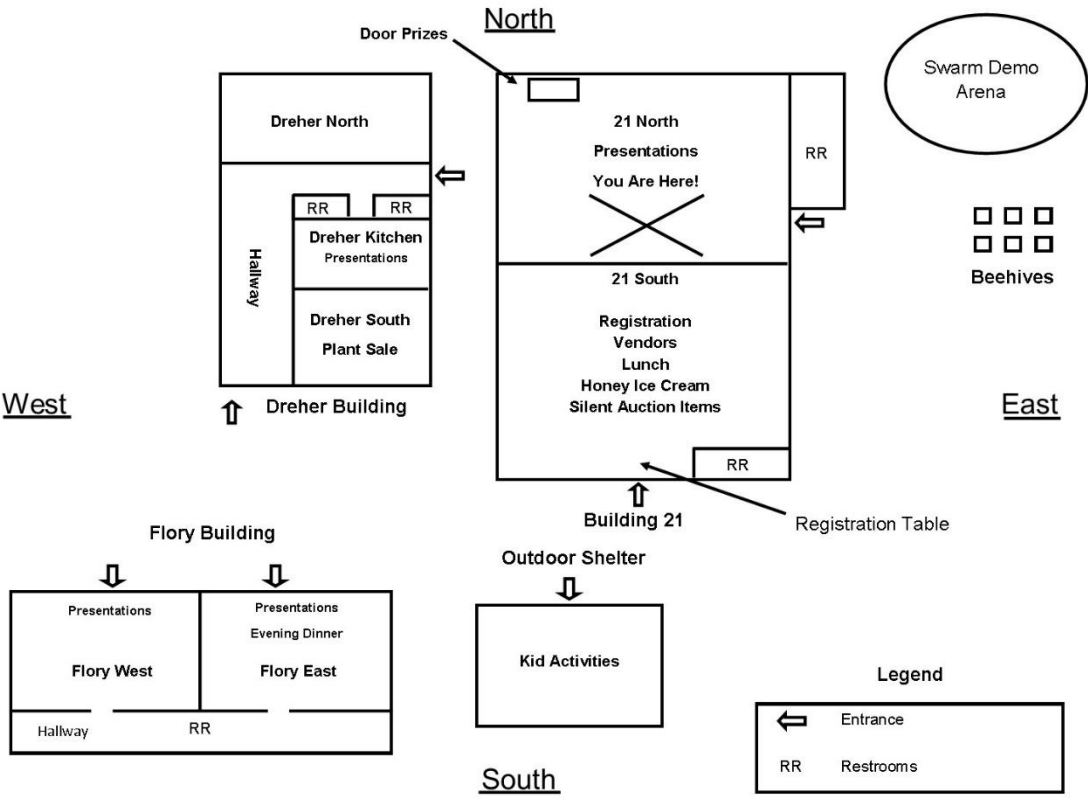 North
Door Prizes
Swarm Demo
Arena
Dreher North
21 North
Presentations
You Are Here!
RR
RR
RR
Dreher Kitchen
Presentations
Hallway
Beehives
21 South
Registration
Vendors
Lunch
Honey Ice Cream
Silent Auction Items
Dreher South
Plant Sale
West
East
Dreher Building
RR
Building 21
Registration Table
Flory Building
Outdoor Shelter
Presentations
Flory West
Presentations
Evening Dinner
Flory East
Hallway
RR
Kid Activities
Legend
Entrance
RR Restrooms
South